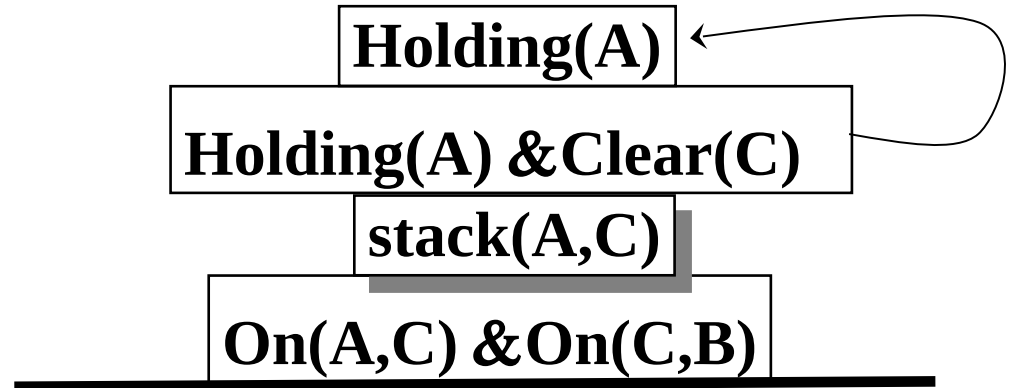 Holding(A)
Holding(A) &Clear(C)
stack(A,C)
On(A,C) &On(C,B)